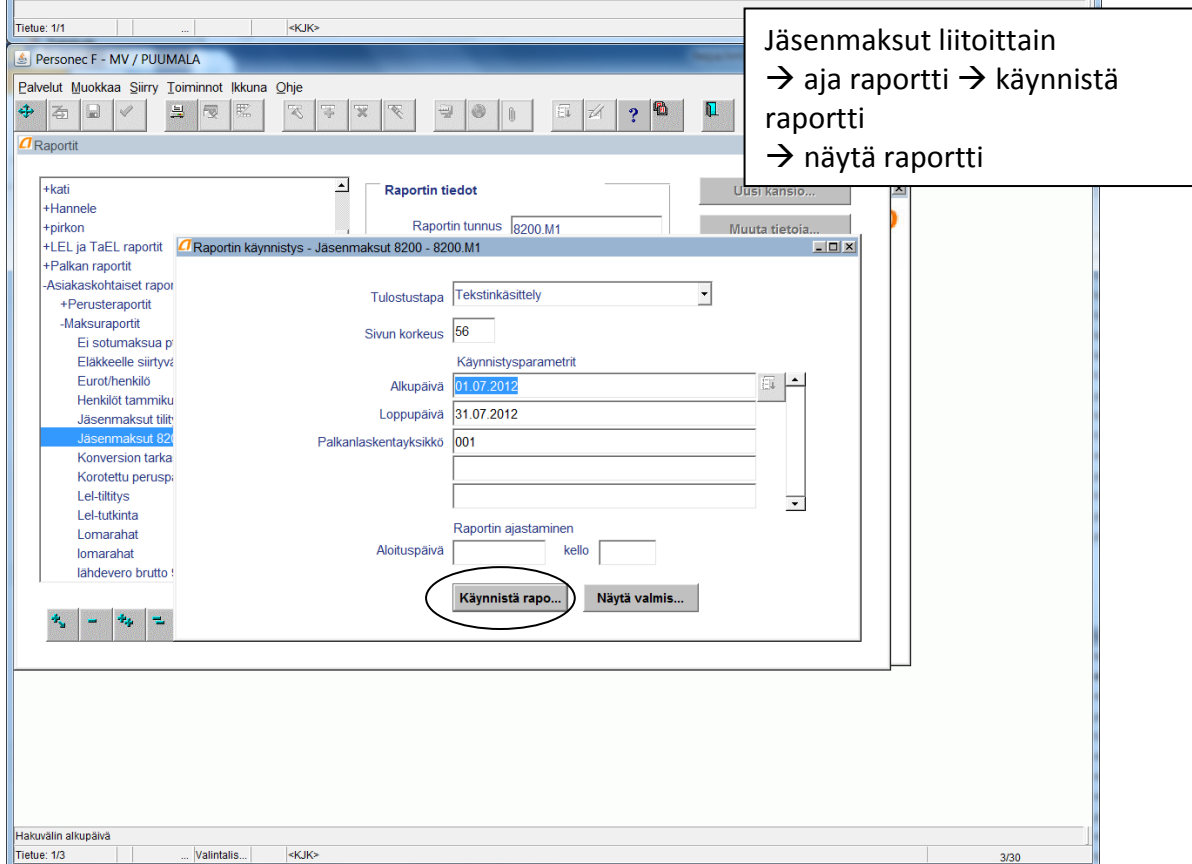 Tietue: 1/1 ... <KJK>
Jäsenmaksut liitoittain
→ aja raportti → käynnistä
raportti
→ näytä raportti
Personec F - MV / PUUMALA
Palvelut Muokkaa Siirry Toiminnot Ikkuna Ohje
Raportit
+kati
+Hannele
+pirkon
+LEL ja TaEL raportit
+Palkan raportit
-Asiakaskohtaiset rapor
+Perusteraportit
-Maksuraportit
Ei sotumaksua p
Eläkkeelle siirtyvä
Eurot/henkilö
Henkilöt tammiku
Jäsenmaksut tilit
Jäsenmaksut 820
Konversion tarka
Korotettu perusp
Lel-tiltitys
Lel-tutkinta
Lomarahat
lomarahat
lähdevero brutto
Raportin tiedot
Uusi kansio...
Raportin tunnus 8200.M1
Muuta tietoja...
Raportin käynnistys - Jäsenmaksut 8200 - 8200.M1
Tulostustapa Tekstinkäsittely
Sivun korkeus 56
Käynnistysparametrit
Alkupäivä 01.07.2012
Loppupäivä 31.07.2012
Palkanlaskentayksikkö 001
Raportin ajastaminen
Aloituspäivä kello
Käynnistä rapo... Näytä valmis...
Hakuvälin alkupäivä
Tietue: 1/3 ... Valintalis... <KJK> 3/30